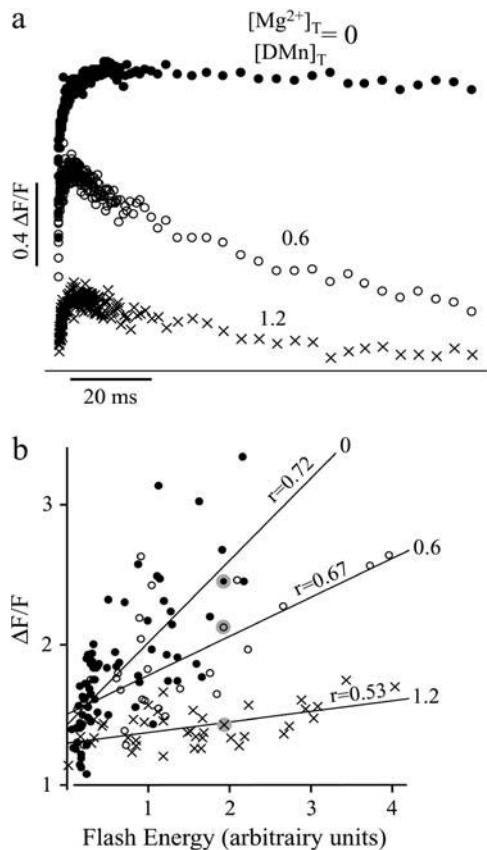 a
[Mg²⁺]T = 0
[DMn]T
0.4 ΔF/F
0.6
1.2
20 ms
b
0
r=0.72
3
0.6
r=0.67
ΔF/F
2
r=0.53
1.2
1
1 2 3 4
Flash Energy (arbitrairy units)